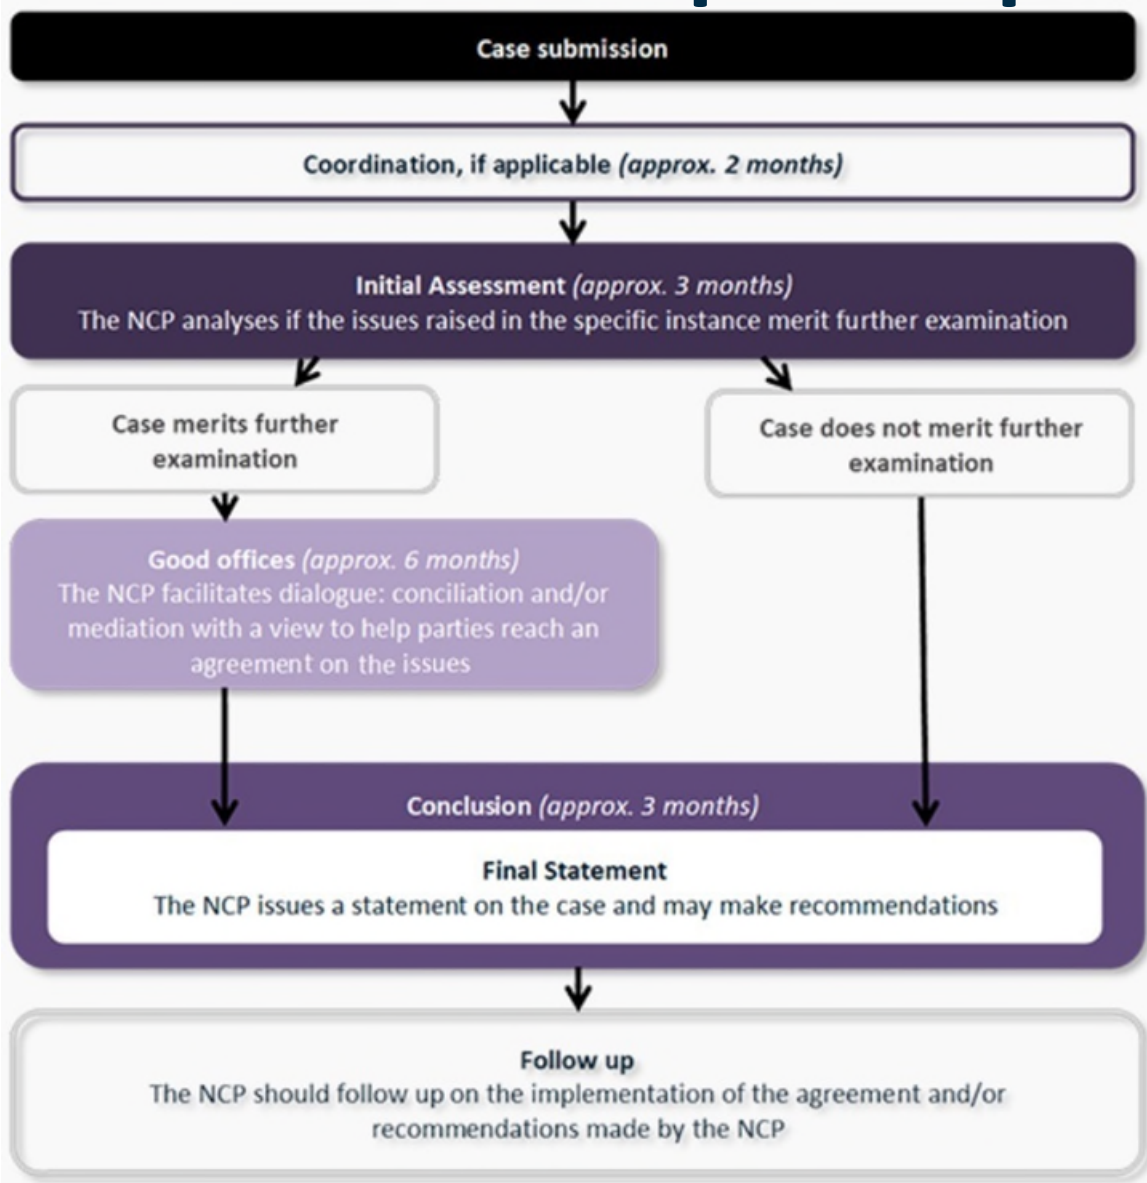 Case submission
Coordination, if applicable (approx. 2 months)
Initial Assessment (approx. 3 months)
The NCP analyses if the issues raised in the specific instance merit further examination
Case merits further
examination
Case does not merit further
examination
Good offices (approx. 6 months)
The NCP facilitates dialogue: conciliation and/or
mediation with a view to help parties reach an
agreement on the issues
Conclusion (approx. 3 months)
Final Statement
The NCP issues a statement on the case and may make recommendations
Follow up
The NCP should follow up on the implementation of the agreement and/or
recommendations made by the NCP